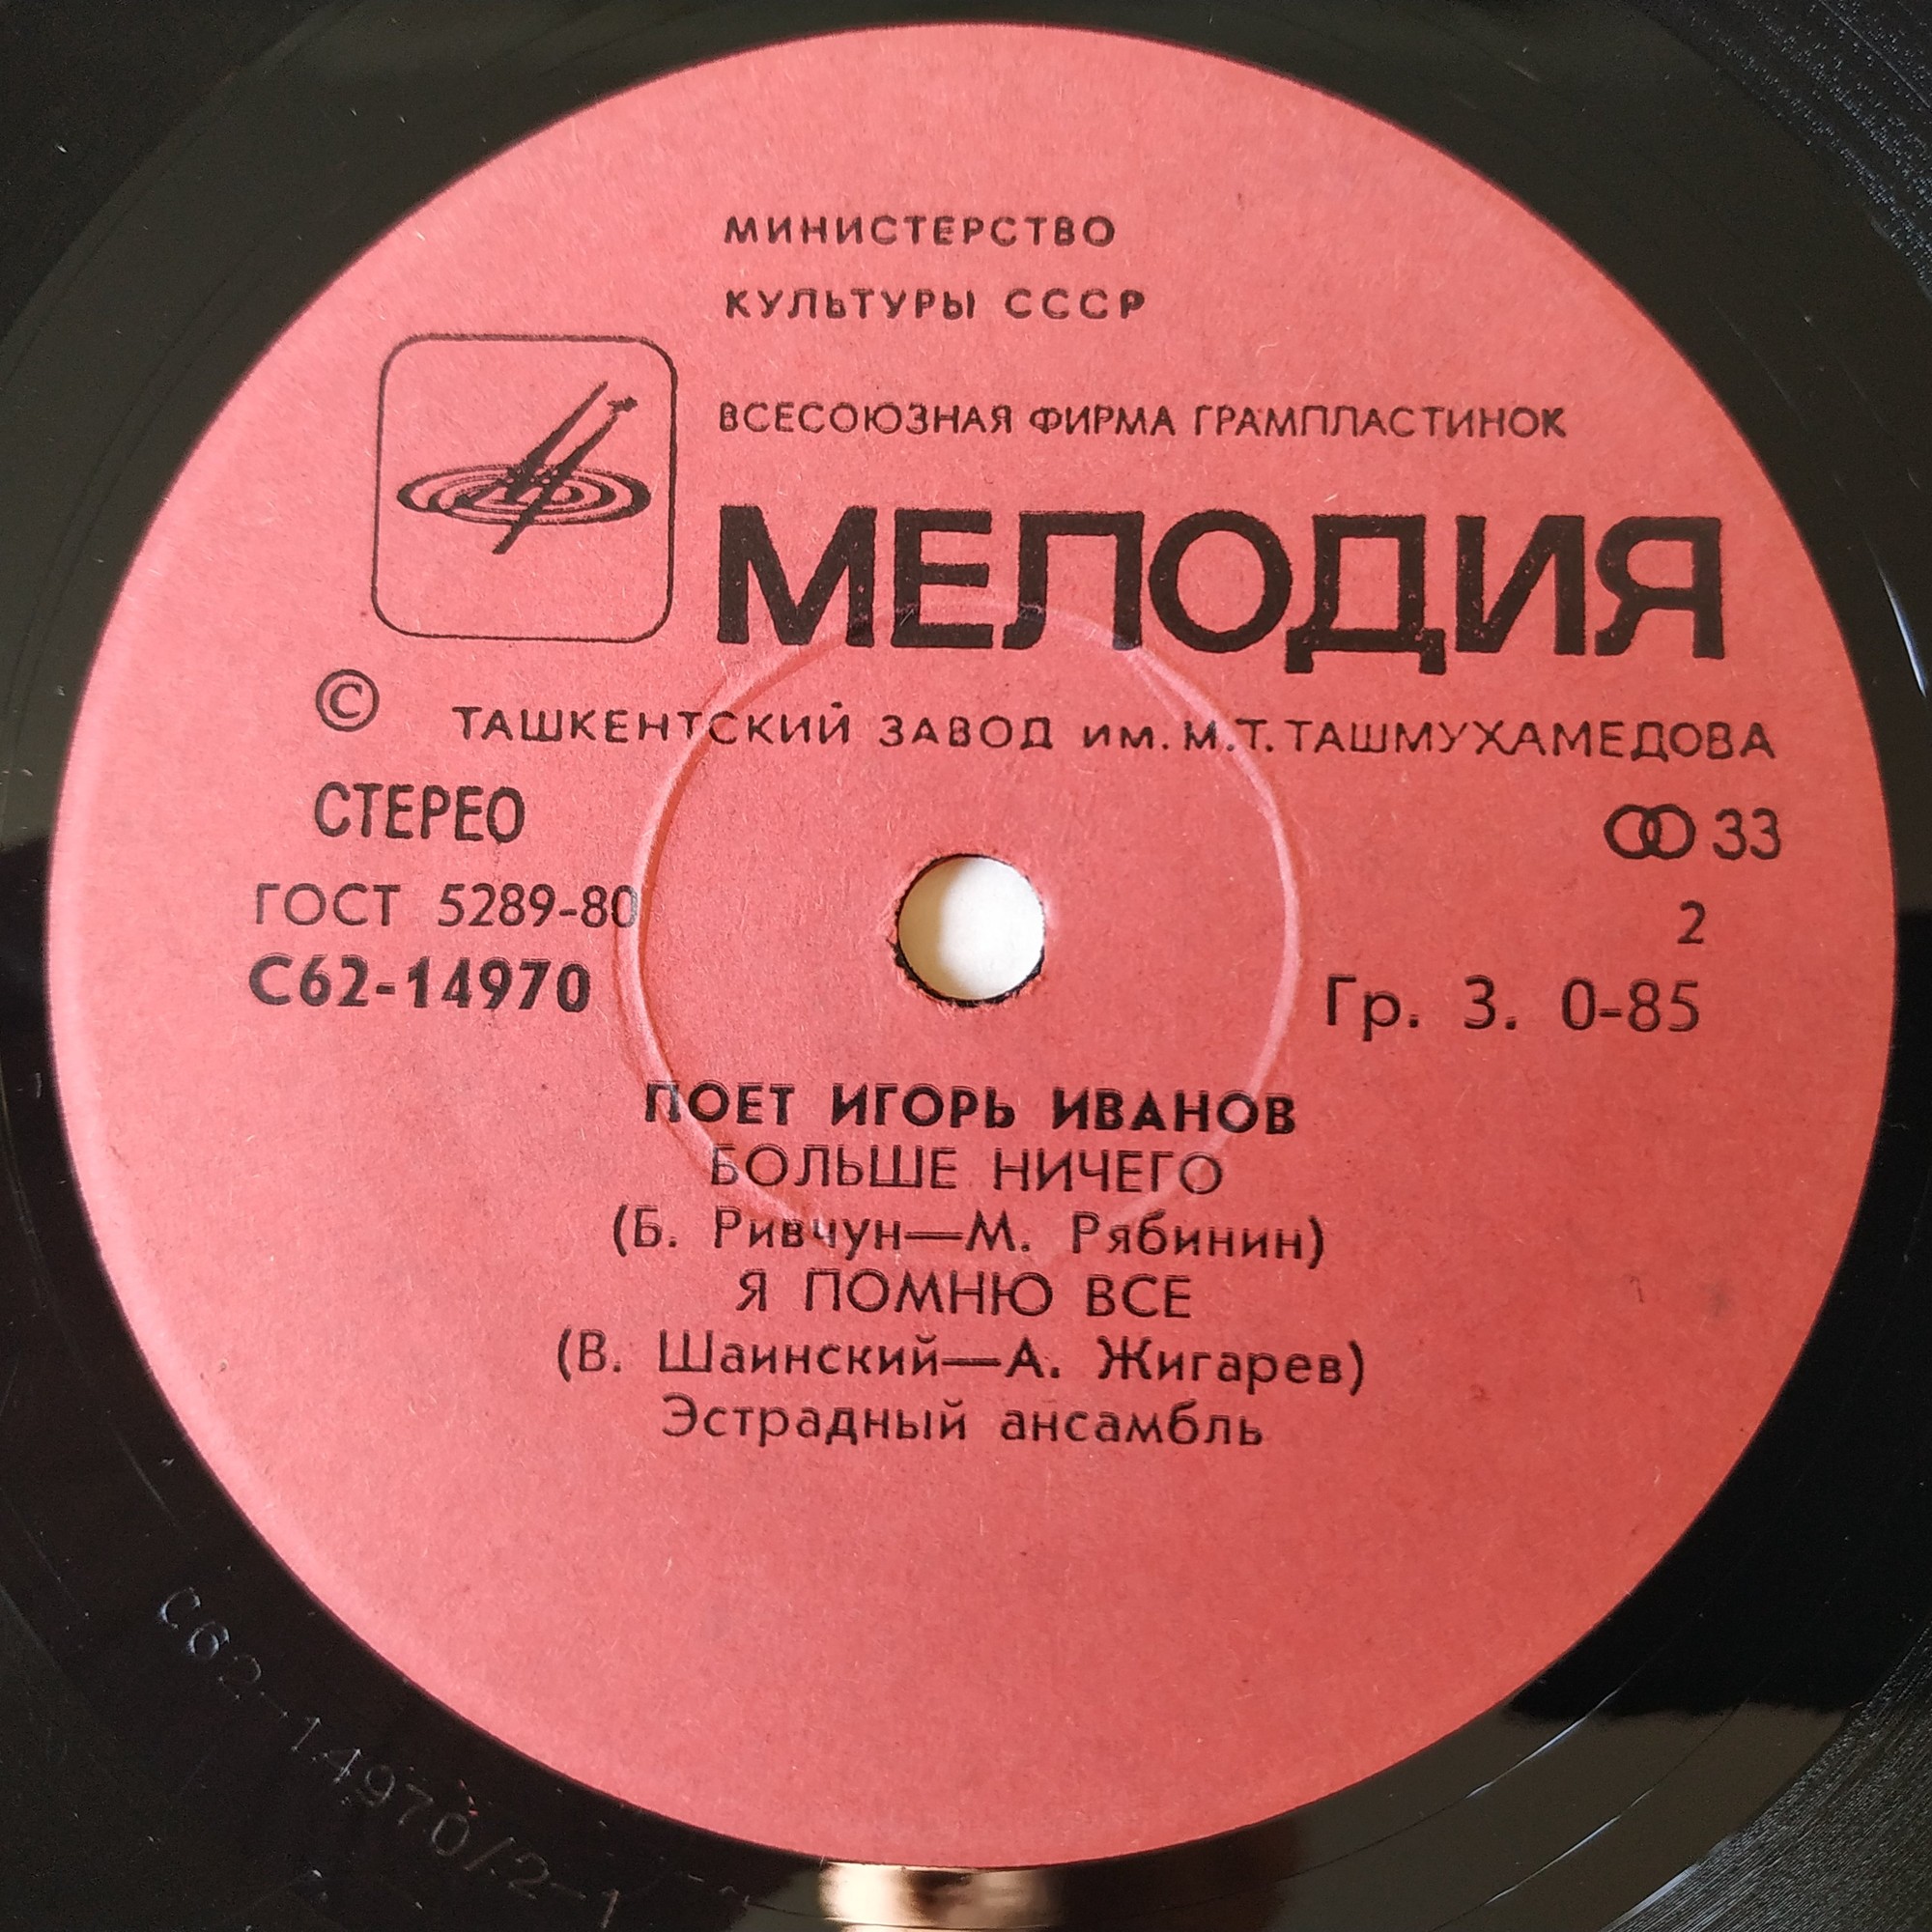 МИНИСТЕРСТВО
КУЛЬТУРЫ СССР
ВСЕСОЮЗНАЯ ФИРМА ГРАМПЛАСТИНОК
МЕЛОДИЯ
© ТАШКЕНТСКИЙ ЗАВОД им. М.Т. ТАШМУХАМЕДОВА
СТЕРЕО 33
ГОСТ 5289-80 2
С62-14970 Гр. 3. 0-85
ПОЕТ ИГОРЬ ИВАНОВ
БОЛЬШЕ НИЧЕГО
(Б. Ривчун—М. Рябинин)
Я ПОМНЮ ВСЕ
(В. Шаинский—А. Жигарев)
Эстрадный ансамбль
С62-14970/2-1